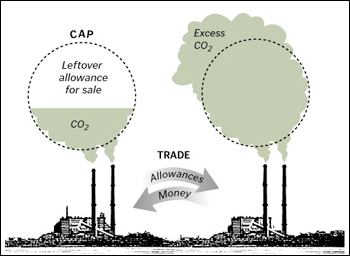 CAP
Leftover
allowance
for sale
CO2
Excess
CO2
TRADE
Allowances
Money